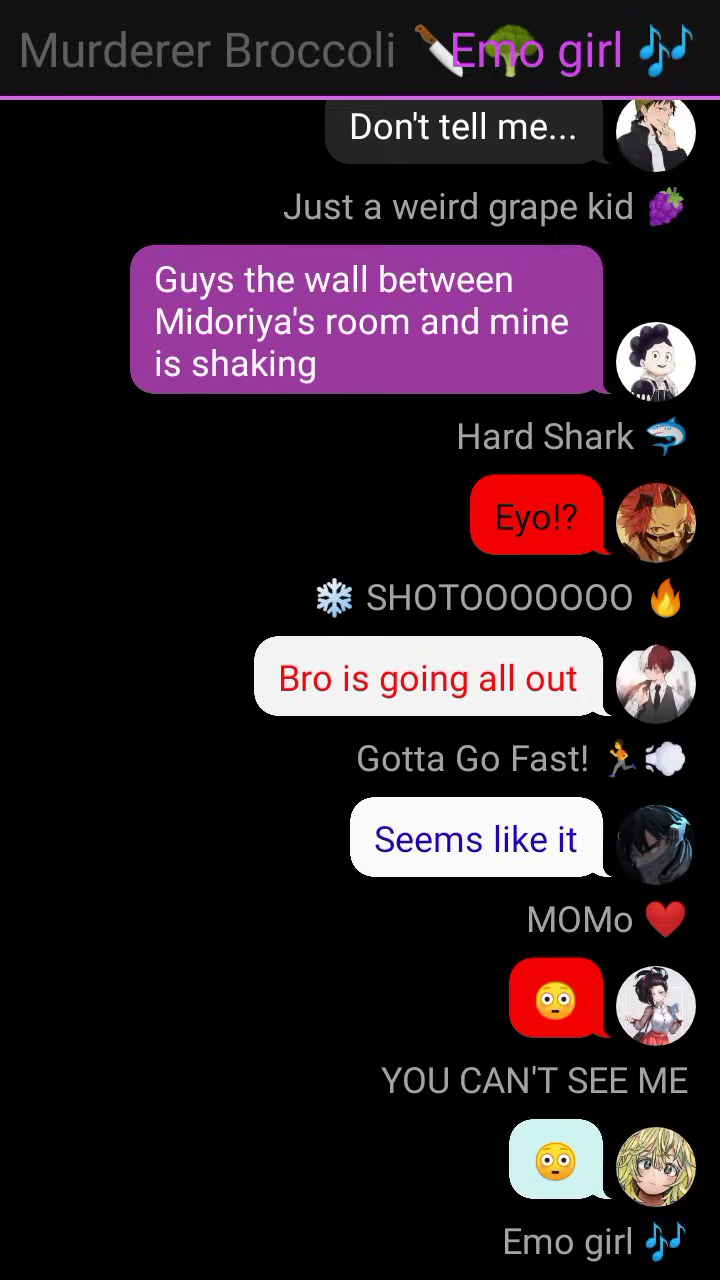 Murderer Broccoli 🔪🥦 Emo girl 🎶
Don't tell me...
Just a weird grape kid 🍇
Guys the wall between
Midoriya's room and mine
is shaking
Hard Shark 🦈
Eyo!?
❄️ SHOTOOOOOOO 🔥
Bro is going all out
Gotta Go Fast! 🏃💨
Seems like it
MOMo ❤️
😳
YOU CAN'T SEE ME
😳
Emo girl 🎶